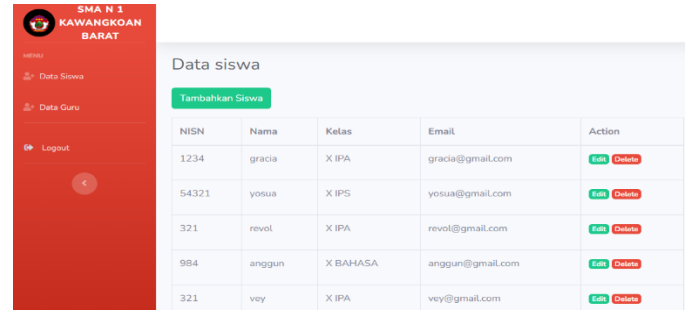 SMA N 1
KAWANGKOAN
BARAT
MENU
Data Siswa
Data Guru
Logout
Data siswa
Tambahkan Siswa
NISN Nama Kelas Email Action
1234 gracia X IPA gracia@gmail.com Edit Delete
54321 yosua X IPS yosua@gmail.com Edit Delete
321 revol X IPA revol@gmail.com Edit Delete
984 anggun X BAHASA anggun@gmail.com Edit Delete
321 vey X IPA vey@gmail.com Edit Delete